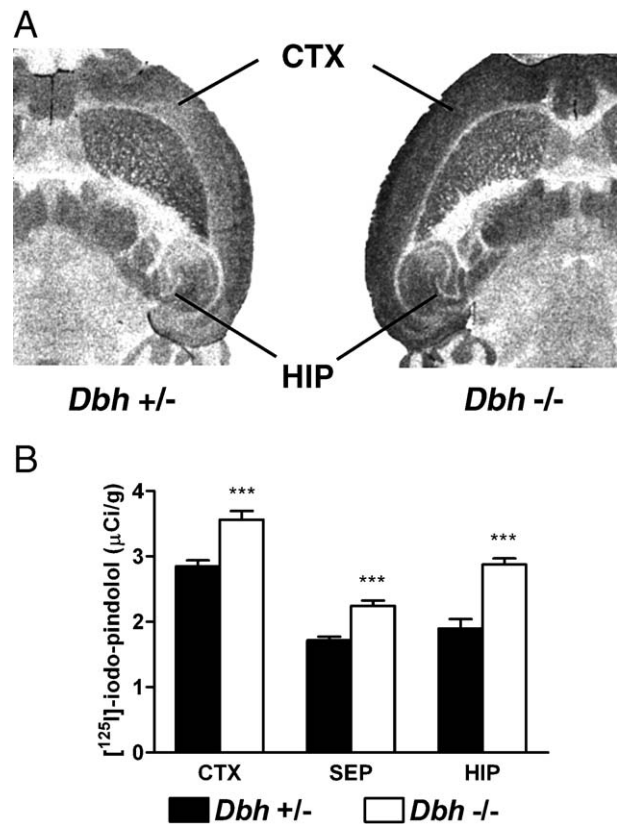 A
CTX
HIP
Dbh +/-
Dbh -/-
B
[¹²⁵I]-iodo-pindolol (μCi/g)
4
3
2
1
0
***
***
***
CTX
SEP
HIP
Dbh +/-
Dbh -/-